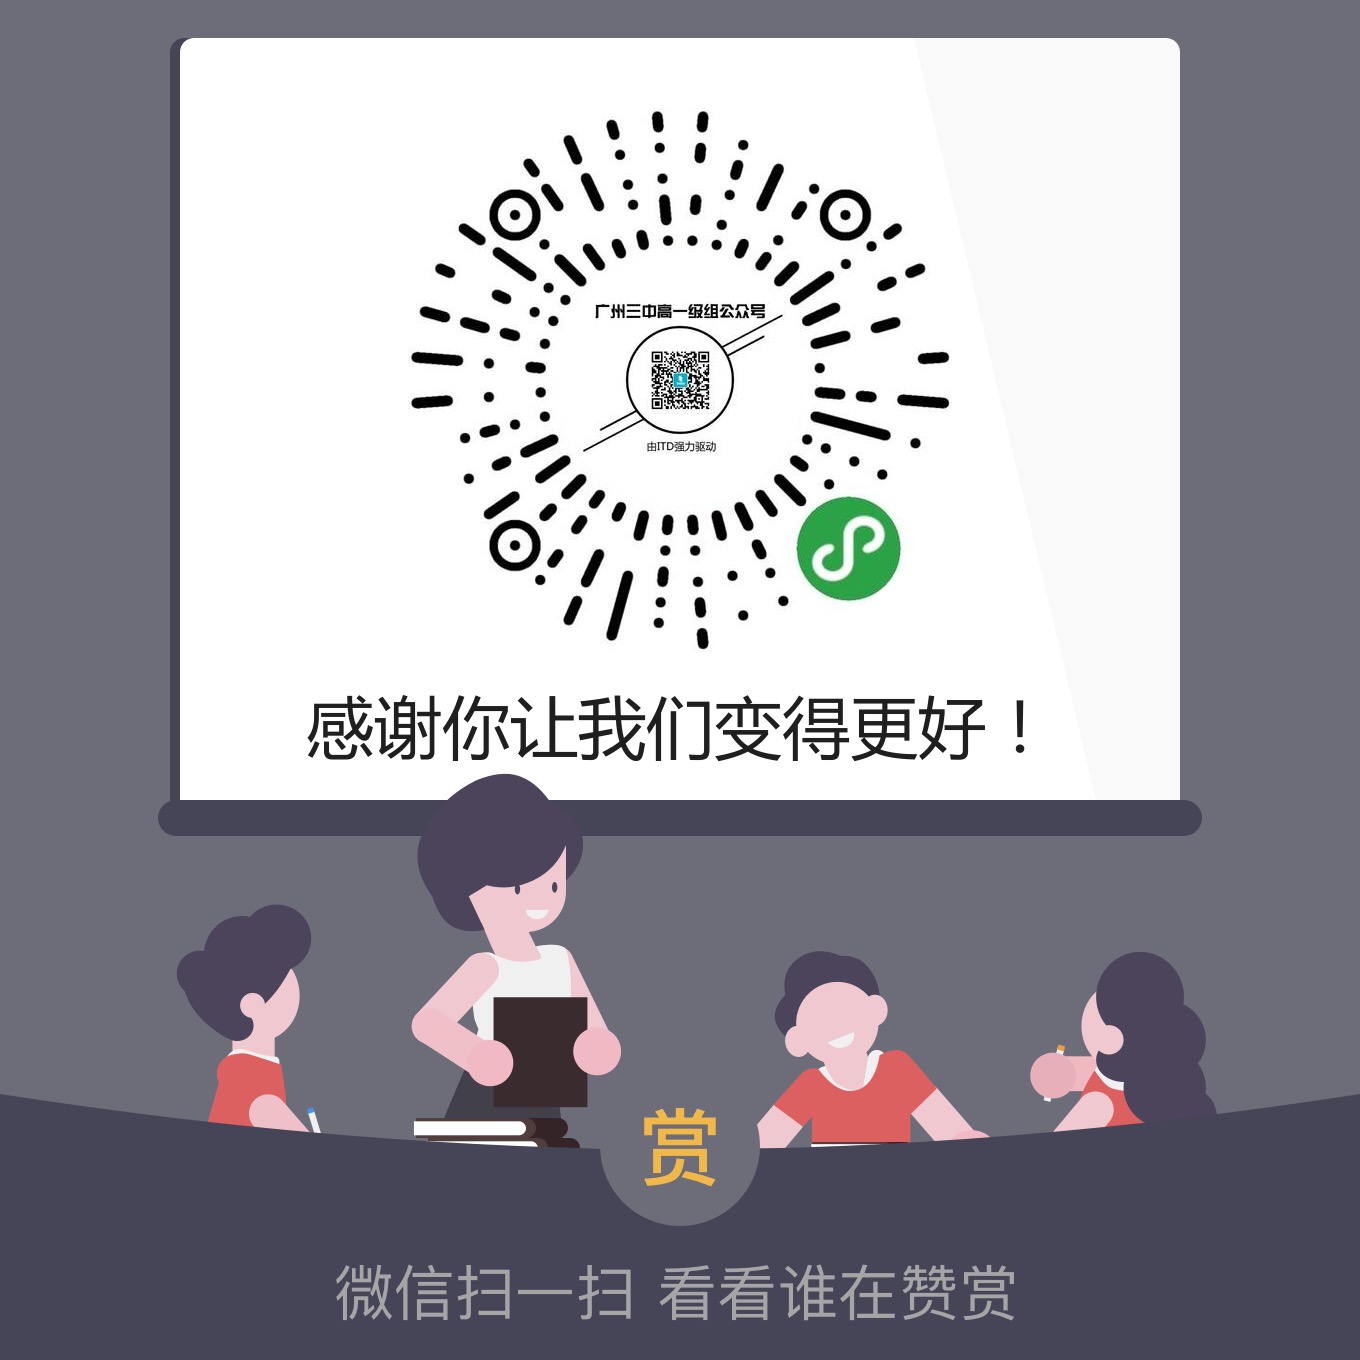 广州三中高一级组公众号
由ITD强力驱动
感谢你让我们变得更好！
赏
微信扫一扫 看看谁在赞赏